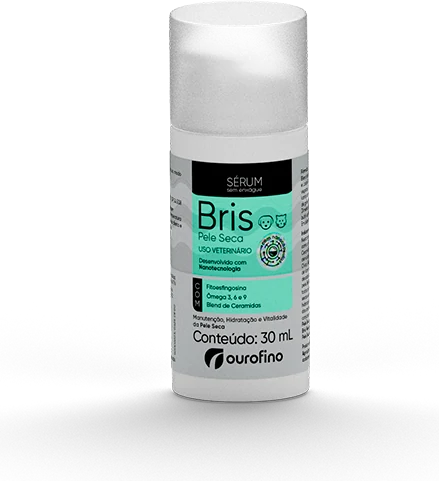 SÉRUM
sem enxágue
Bris
Pele Seca
USO VETERINÁRIO
Desenvolvido com
Nanotecnologia
COM
Fitoesfingosina
Ômega 3, 6 e 9
Blend de Ceramidas
Manutenção, Hidratação e Vitalidade
da Pele Seca
Conteúdo: 30 mL
ourofino